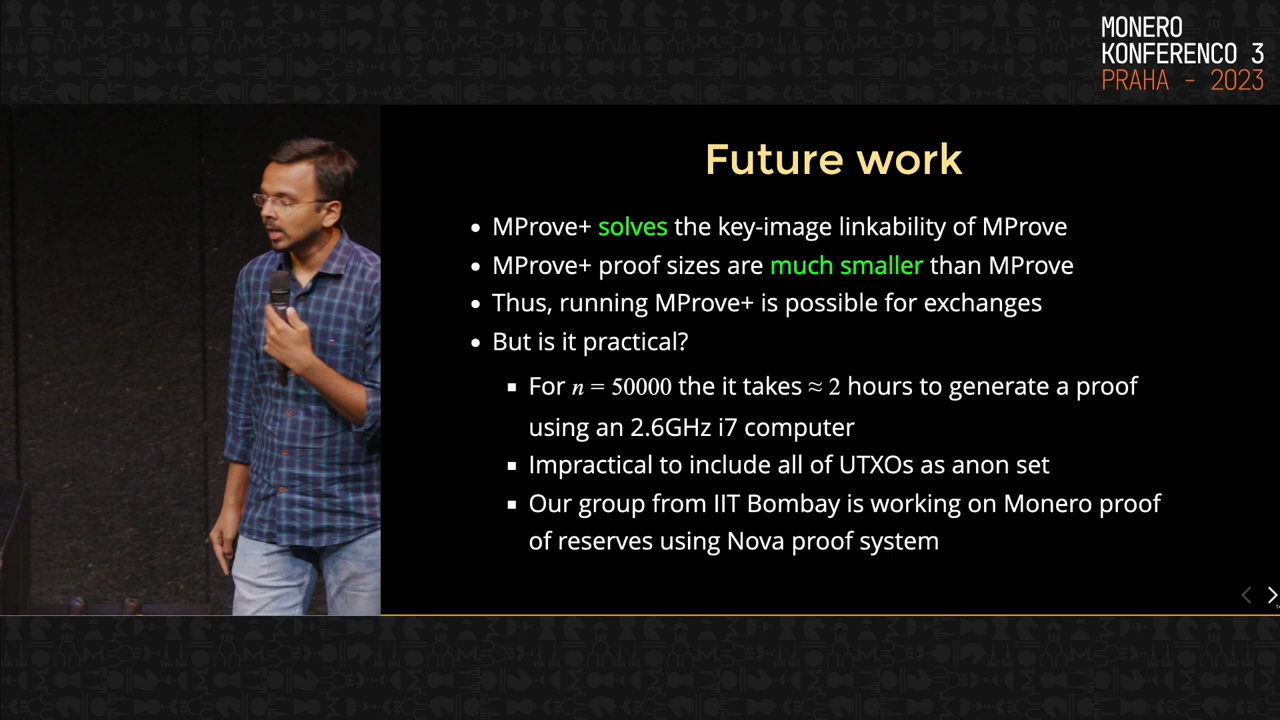 MONERO
KONFERENCO 3
PRAHA - 2023
Future work
• MProve+ solves the key-image linkability of MProve
• MProve+ proof sizes are much smaller than MProve
• Thus, running MProve+ is possible for exchanges
• But is it practical?
▪ For n = 50000 the it takes ≈ 2 hours to generate a proof
using an 2.6GHz i7 computer
▪ Impractical to include all of UTXOs as anon set
▪ Our group from IIT Bombay is working on Monero proof
of reserves using Nova proof system